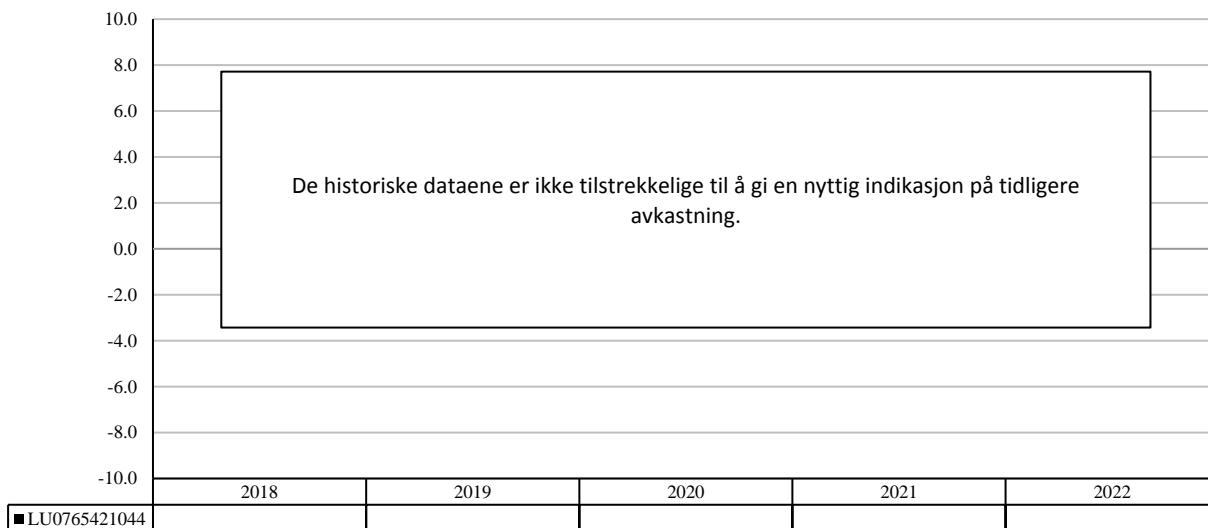 10.0
8.0
6.0
4.0
2.0
0.0
-2.0
-4.0
-6.0
-8.0
-10.0
De historiske dataene er ikke tilstrekkelige til å gi en nyttig indikasjon på tidligere
avkastning.
2018 2019 2020 2021 2022
LU0765421044